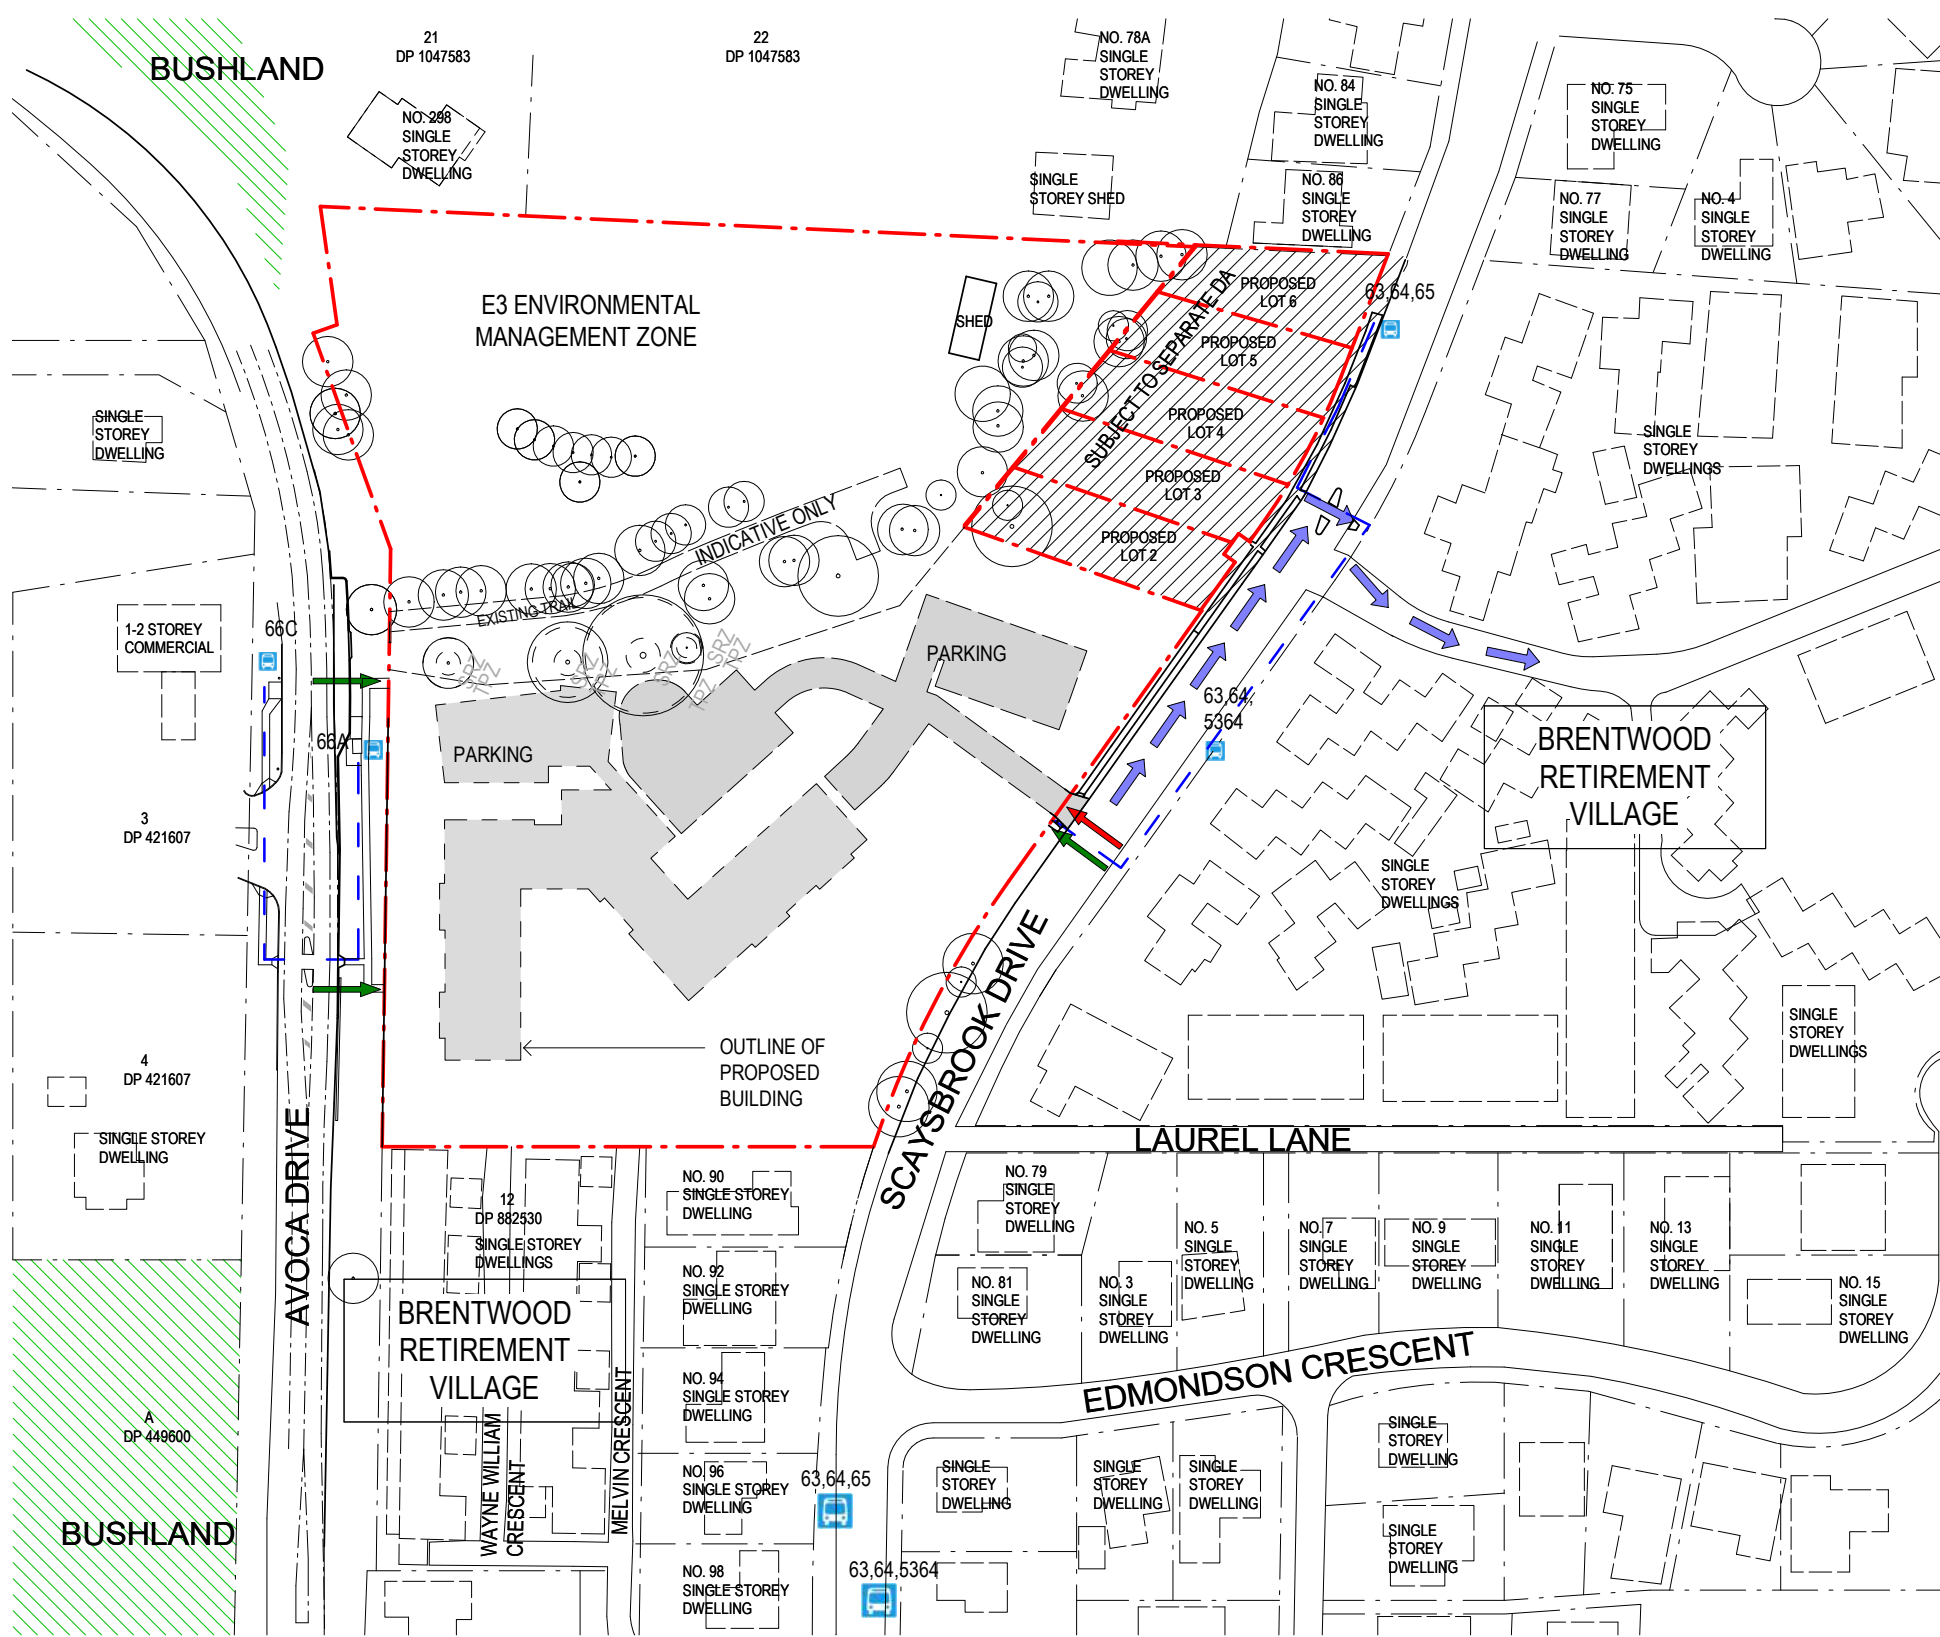 21
DP 1047583
22
DP 1047583
BUSHLAND
NO. 298
SINGLE
STOREY
DWELLING
NO. 78A
SINGLE
STOREY
DWELLING
NO. 84
SINGLE
STOREY
DWELLING
NO. 75
SINGLE
STOREY
DWELLING
SINGLE
STOREY SHED
NO. 86
SINGLE
STOREY
DWELLING
NO. 77
SINGLE
STOREY
DWELLING
NO. 4
SINGLE
STOREY
DWELLING
E3 ENVIRONMENTAL
MANAGEMENT ZONE
SHED
SUBJECT TO SEPARATE DA
PROPOSED
LOT 6
63,64,65
PROPOSED
LOT 5
PROPOSED
LOT 4
PROPOSED
LOT 3
PROPOSED
LOT 2
SINGLE
STOREY
DWELLING
SINGLE
STOREY
DWELLINGS
INDICATIVE ONLY
EXISTING TRAIL
1-2 STOREY
COMMERCIAL
66C
66A
SRZ
TPZ
SRZ
TPZ
SRZ
TPZ
SRZ
TPZ
PARKING
PARKING
63,64,
5364
BRENTWOOD
RETIREMENT
VILLAGE
3
DP 421607
SINGLE
STOREY
DWELLINGS
SCAYSBROOK DRIVE
OUTLINE OF
PROPOSED
BUILDING
SINGLE
STOREY
DWELLINGS
4
DP 421607
SINGLE STOREY
DWELLING
AVOCA DRIVE
LAUREL LANE
12
DP 882530
SINGLE STOREY
DWELLINGS
NO. 90
SINGLE STOREY
DWELLING
NO. 79
SINGLE
STOREY
DWELLING
NO. 5
SINGLE
STOREY
DWELLING
NO. 7
SINGLE
STOREY
DWELLING
NO. 9
SINGLE
STOREY
DWELLING
NO. 11
SINGLE
STOREY
DWELLING
NO. 13
SINGLE
STOREY
DWELLING
NO. 92
SINGLE STOREY
DWELLING
NO. 81
SINGLE
STOREY
DWELLING
NO. 3
SINGLE
STOREY
DWELLING
NO. 15
SINGLE
STOREY
DWELLING
BRENTWOOD
RETIREMENT
VILLAGE
EDMONDSON CRESCENT
NO. 94
SINGLE STOREY
DWELLING
A
DP 449600
WAYNE WILLIAM
CRESCENT
MELVIN CRESCENT
NO. 96
SINGLE STOREY
DWELLING
63,64,65
SINGLE
STOREY
DWELLING
SINGLE
STOREY
DWELLING
SINGLE
STOREY
DWELLING
SINGLE
STOREY
DWELLING
BUSHLAND
SINGLE
STOREY
DWELLING
NO. 98
SINGLE STOREY
DWELLING
63,64,5364